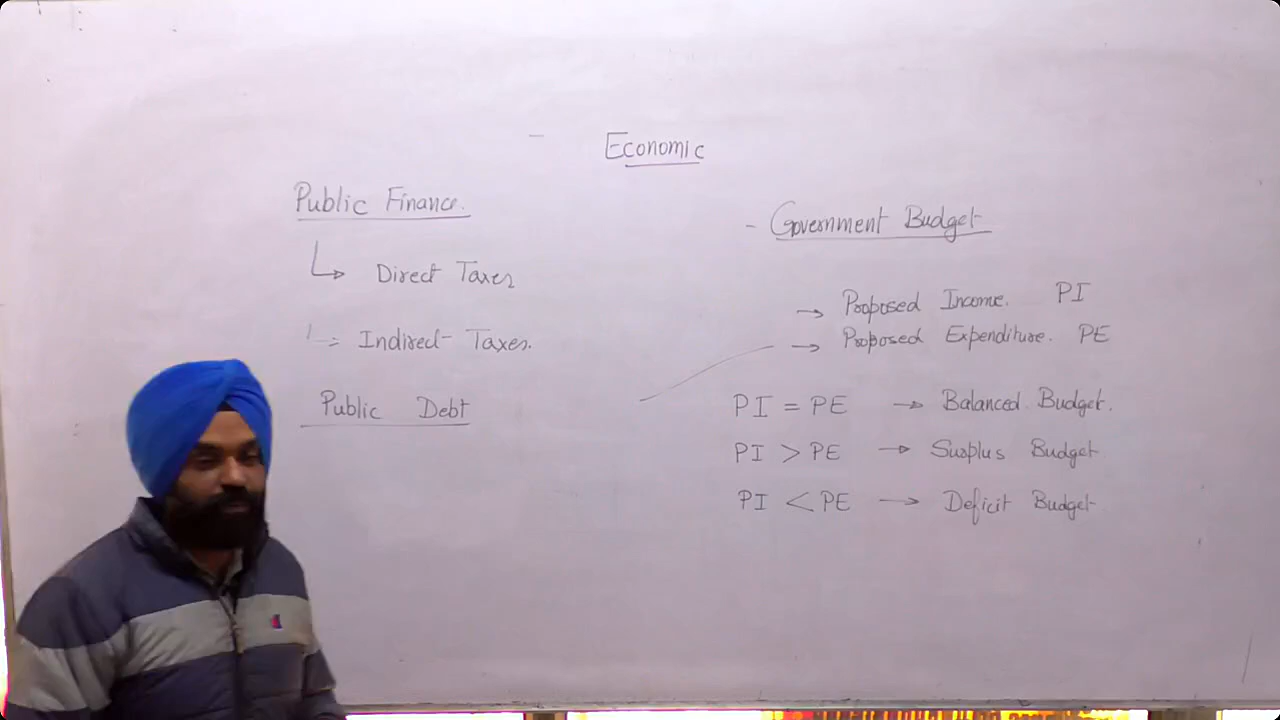 Economic
Public Finance.
Direct Taxes
Indirect Taxes.
Public Debt
- Government Budget
→ Proposed Income. PI
→ Proposed Expenditure. PE
PI = PE → Balanced Budget.
PI > PE → Surplus Budget
PI < PE → Deficit Budget